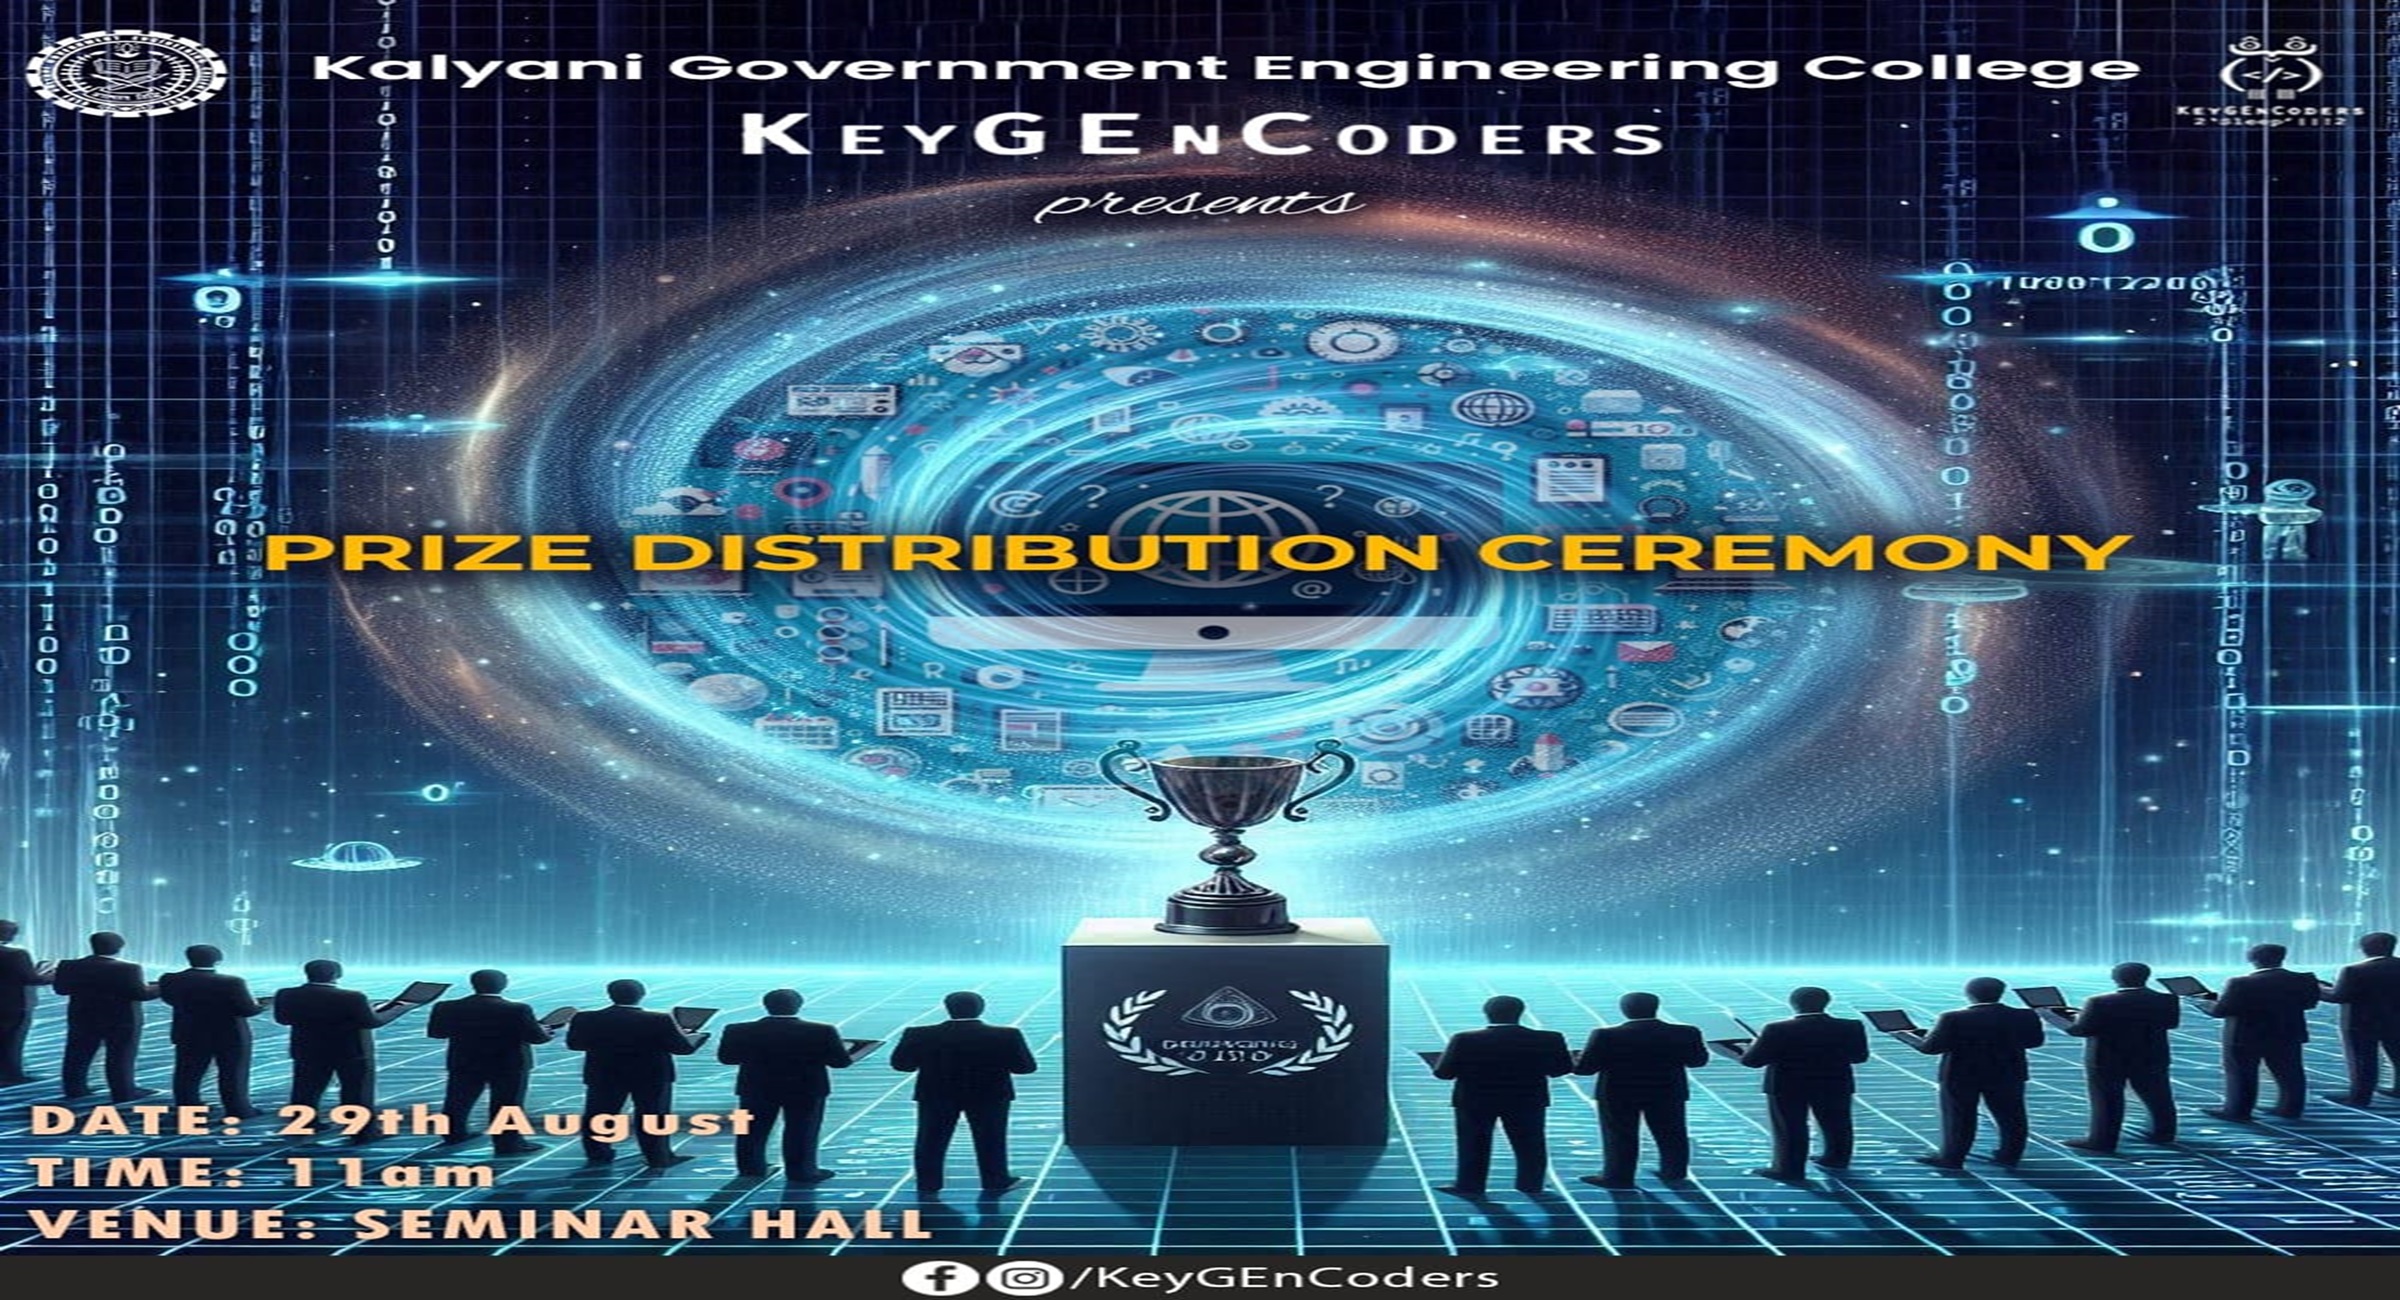 Kalyani Government Engineering College
KEYGENCODERS
KEYGENCODERS
presents
PRIZE DISTRIBUTION CEREMONY
DATE: 29th August
TIME: 11am
VENUE: SEMINAR HALL
/KeyGEnCoders